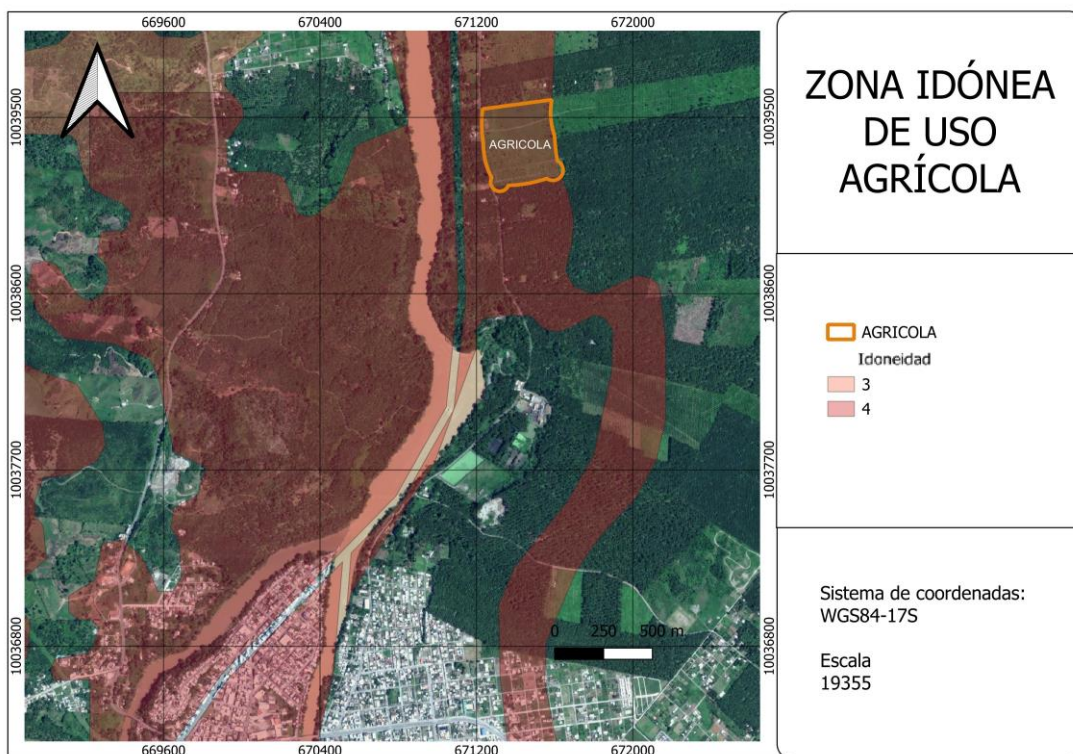 669600 670400 671200 672000
10039500 10039500
10038600 10038600
10037700 10037700
10036800 10036800
AGRICOLA
0 250 500 m
669600 670400 671200 672000
ZONA IDÓNEA
DE USO
AGRÍCOLA
AGRICOLA
Idoneidad
3
4
Sistema de coordenadas:
WGS84-17S
Escala
19355